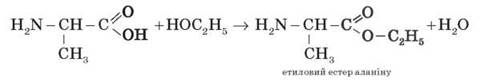 O O
H₂N–CH–C OH +HOC₂H₅ → H₂N–CH–C O–C₂H₅ +H₂O
CH₃ CH₃
етиловий естер аланіну